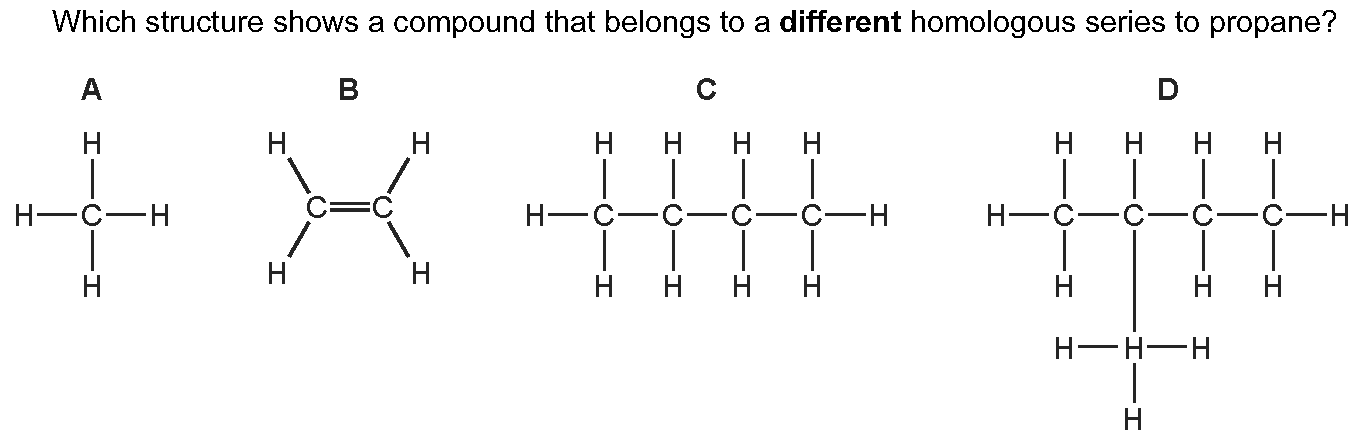 Which structure shows a compound that belongs to a different homologous series to propane?
A B C D
H H H H H H H H H H H
H C H C C H C C C C H H C C C C H
H H H H H H H H H H
H H H
H